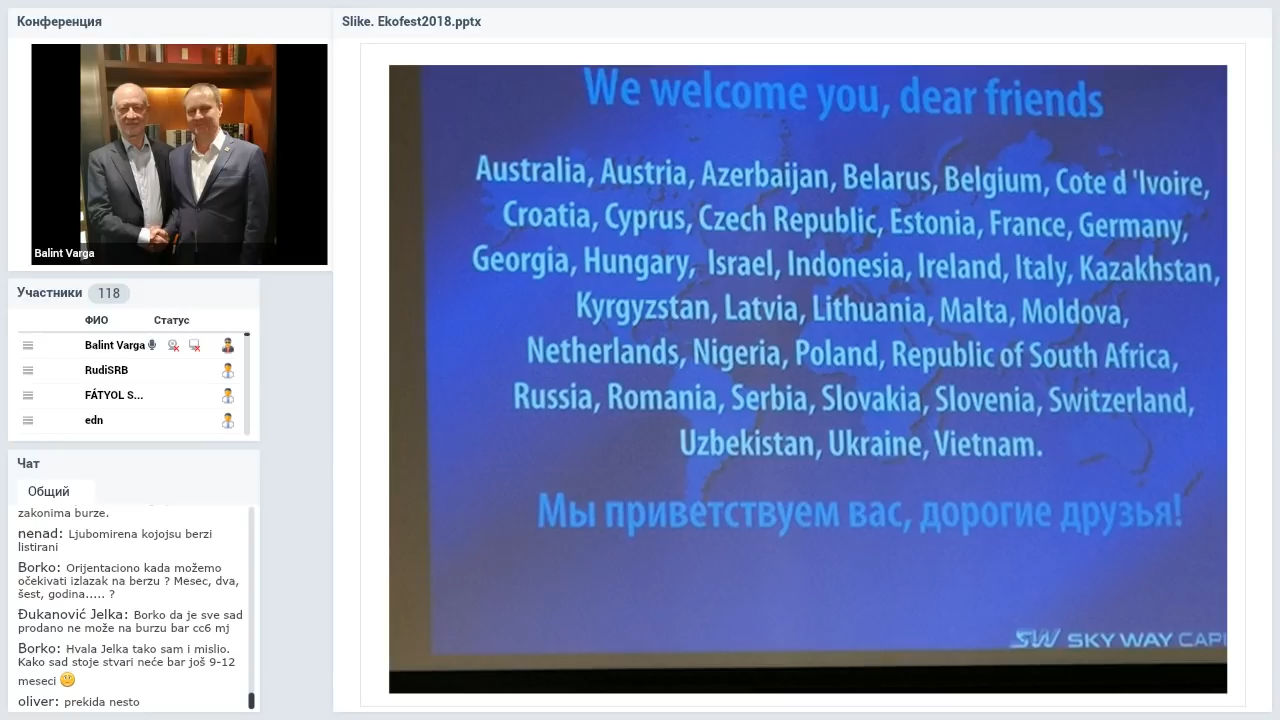 Конференция
Balint Varga
Участники 118
ФИО Статус
Balint Varga
RudiSRB
FÁTYOL S...
edn
Чат
Общий
zakonima burze.
nenad: Ljubomirena kojojsu berzi
listirani
Borko: Orijentaciono kada možemo
očekivati izlazak na berzu ? Mesec, dva,
šest, godina..... ?
Đukanović Jelka: Borko da je sve sad
prodano ne može na burzu bar cc6 mj
Borko: Hvala Jelka tako sam i mislio.
Kako sad stoje stvari neće bar još 9-12
meseci
oliver: prekida nesto
Slike. Ekofest2018.pptx
We welcome you, dear friends
Australia, Austria, Azerbaijan, Belarus, Belgium, Cote d 'Ivoire,
Croatia, Cyprus, Czech Republic, Estonia, France, Germany,
Georgia, Hungary, Israel, Indonesia, Ireland, Italy, Kazakhstan,
Kyrgyzstan, Latvia, Lithuania, Malta, Moldova,
Netherlands, Nigeria, Poland, Republic of South Africa,
Russia, Romania, Serbia, Slovakia, Slovenia, Switzerland,
Uzbekistan, Ukraine, Vietnam.
Мы приветствуем вас, дорогие друзья!
SW SKY WAY CAPI